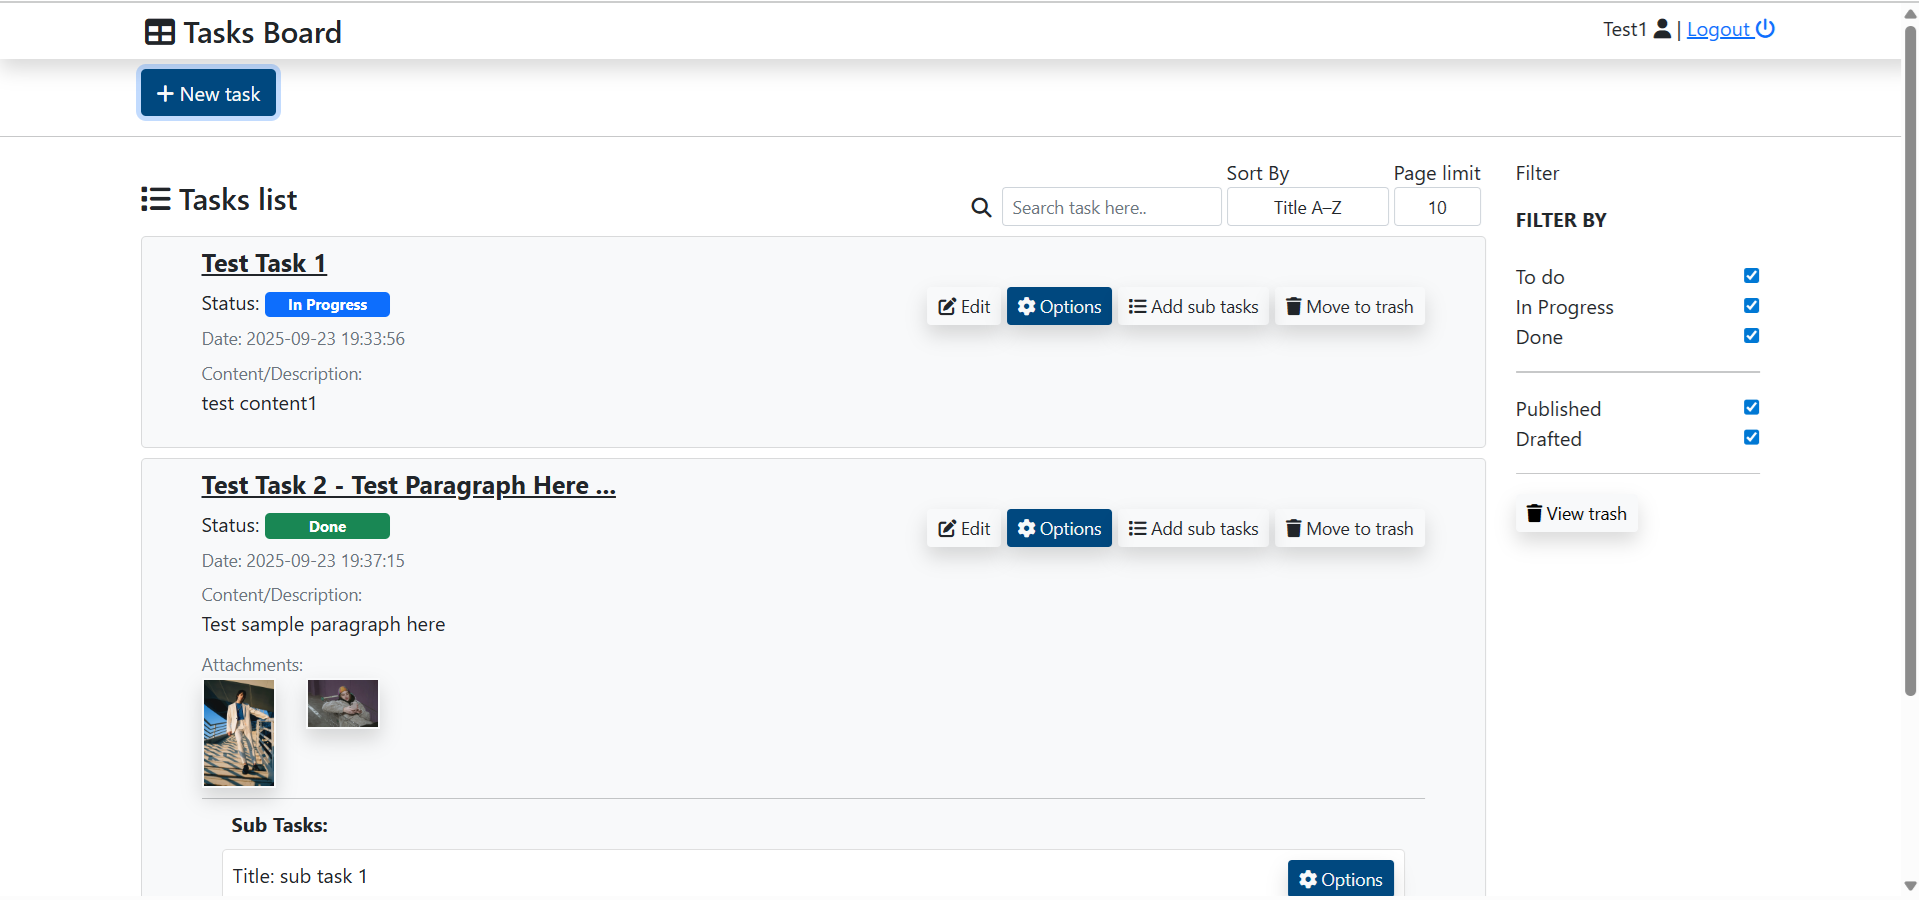 Tasks Board
Test1 | Logout
New task
Tasks list
Search task here..
Sort By
Title A–Z
Page limit
10
Test Task 1
Status: In Progress
Date: 2025-09-23 19:33:56
Content/Description:
test content1
Edit Options Add sub tasks Move to trash
Test Task 2 - Test Paragraph Here ...
Status: Done
Date: 2025-09-23 19:37:15
Content/Description:
Test sample paragraph here
Attachments:
Edit Options Add sub tasks Move to trash
Sub Tasks:
Title: sub task 1
Options
Filter
FILTER BY
To do
In Progress
Done
Published
Drafted
View trash